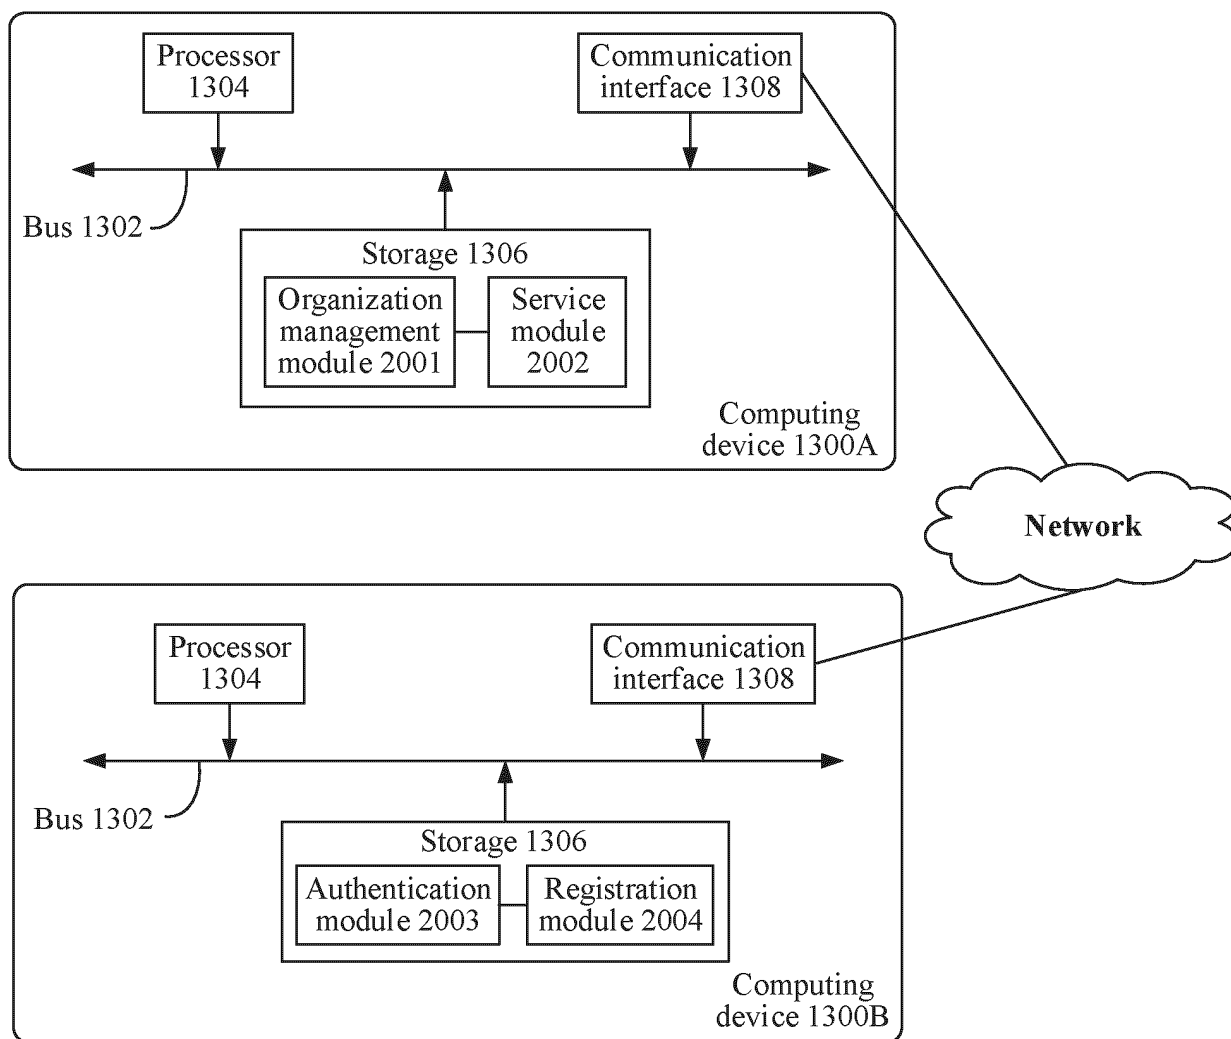 Processor
1304
Communication
interface 1308
Bus 1302
Storage 1306
Organization
management
module 2001
Service
module
2002
Computing
device 1300A
Network
Processor
1304
Communication
interface 1308
Bus 1302
Storage 1306
Authentication
module 2003
Registration
module 2004
Computing
device 1300B